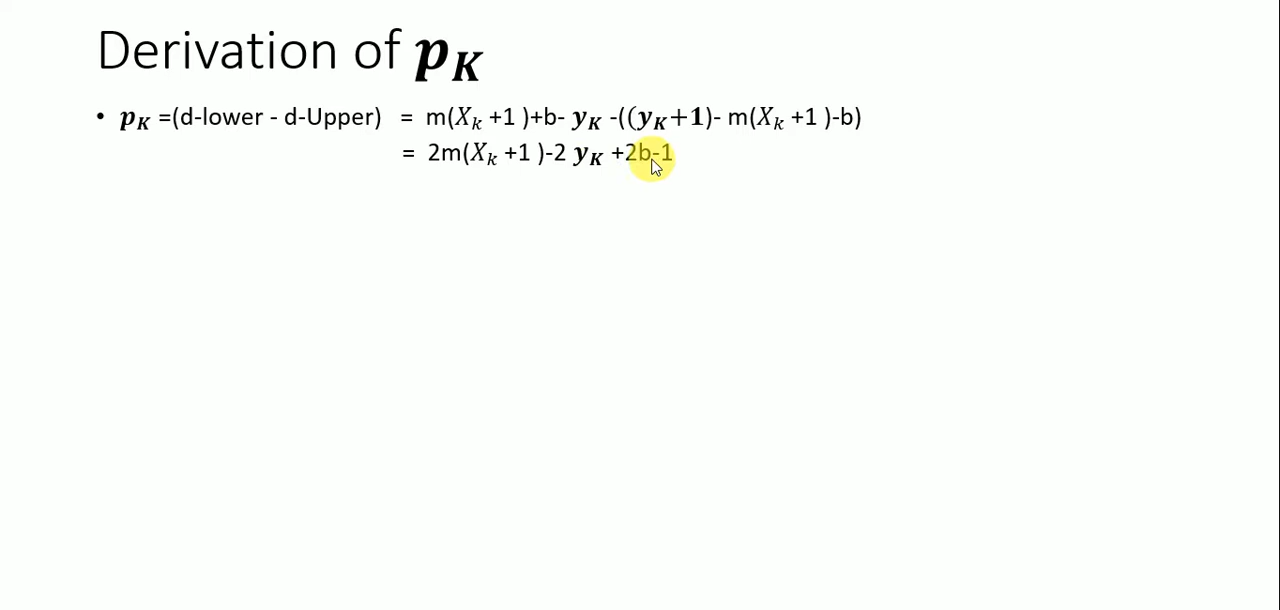 Derivation of 𝒑𝑲
• 𝒑𝑲 =(d-lower - d-Upper) = m(𝑋𝑘 +1 )+b- 𝒚𝑲 -((𝒚𝑲+𝟏)- m(𝑋𝑘 +1 )-b)
= 2m(𝑋𝑘 +1 )-2 𝒚𝑲 +2b-1